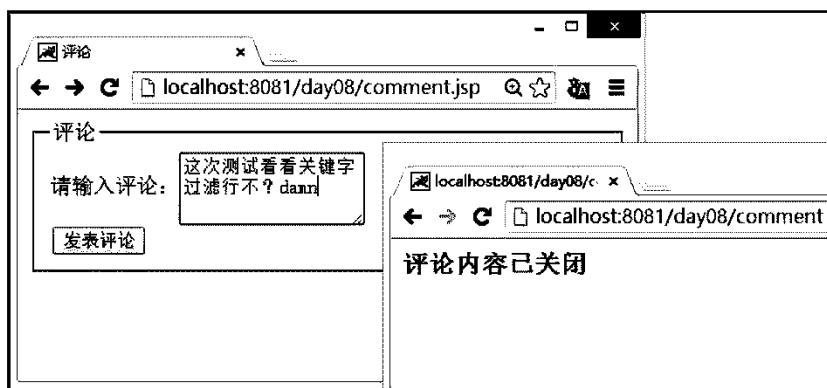 评论
localhost:8081/day08/comment.jsp
评论
请输入评论：
这次测试看看关键字
过滤行不？damn
发表评论
localhost:8081/day08/c
localhost:8081/day08/comment
评论内容己关闭